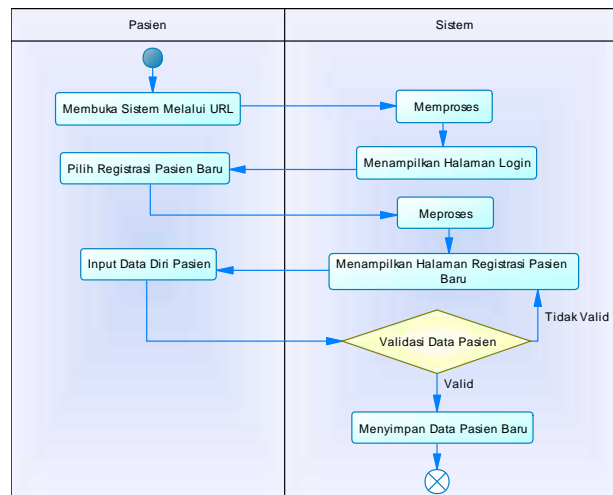 Pasien
Sistem
Membuka Sistem Melalui URL
Memproses
Menampilkan Halaman Login
Pilih Registrasi Pasien Baru
Meproses
Input Data Diri Pasien
Menampilkan Halaman Registrasi Pasien
Baru
Tidak Valid
Validasi Data Pasien
Valid
Menyimpan Data Pasien Baru